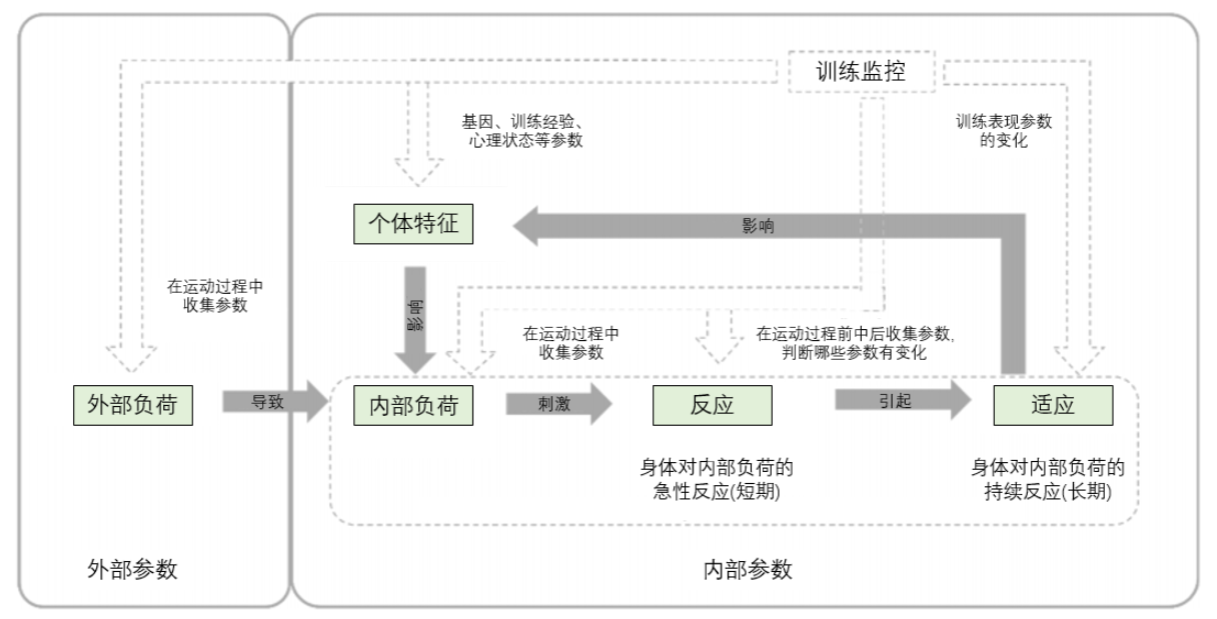 训练监控
基因、训练经验、
心理状态等参数
训练表现参数
的变化
个体特征
影响
在运动过程中
收集参数
影响
在运动过程中
收集参数
在运动过程前中后收集参数,
判断哪些参数有变化
外部负荷
导致
内部负荷
刺激
反应
引起
适应
身体对内部负荷的
急性反应(短期)
身体对内部负荷的
持续反应(长期)
外部参数
内部参数